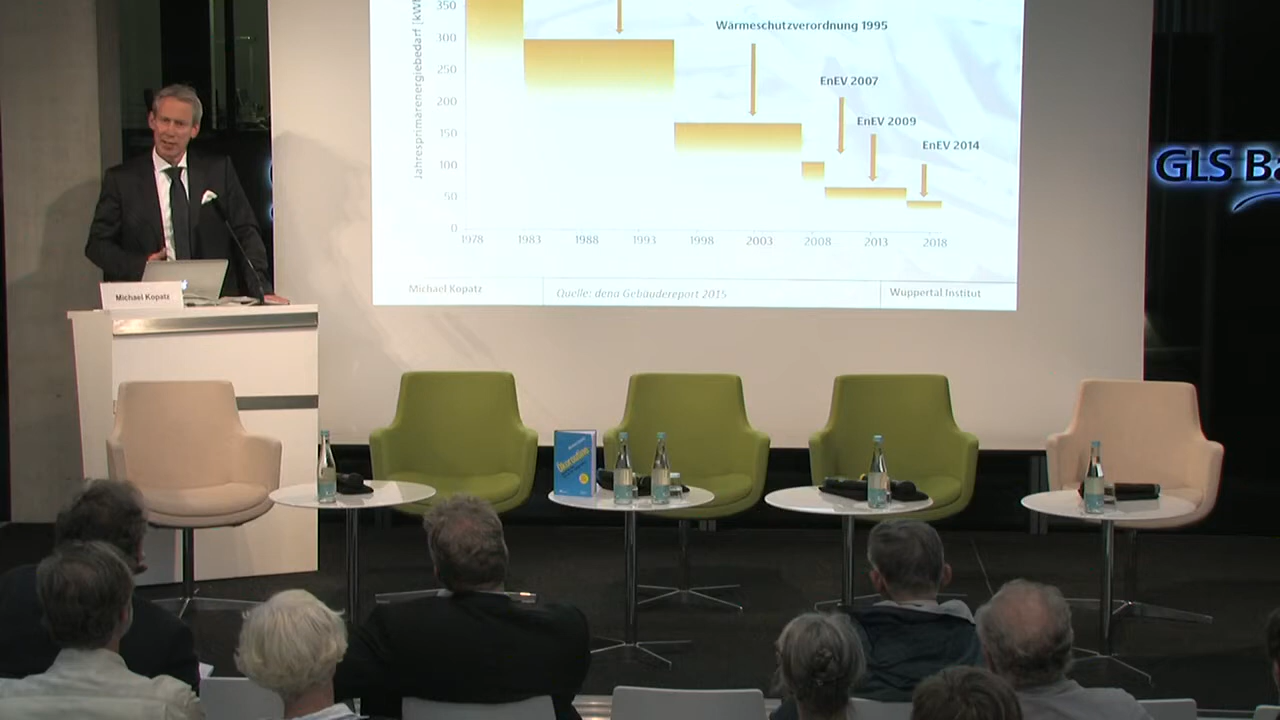 350
Wärmeschutzverordnung 1995
300
250
EnEV 2007
200
EnEV 2009
150
EnEV 2014
100
50
0
Jahresprimärenergiebedarf [kWh
1978 1983 1988 1993 1998 2003 2008 2013 2018
Michael Kopatz
Quelle: dena Gebäudereport 2015
Wuppertal Institut
GLS Ba
Michael Kopatz
Ökoroutine